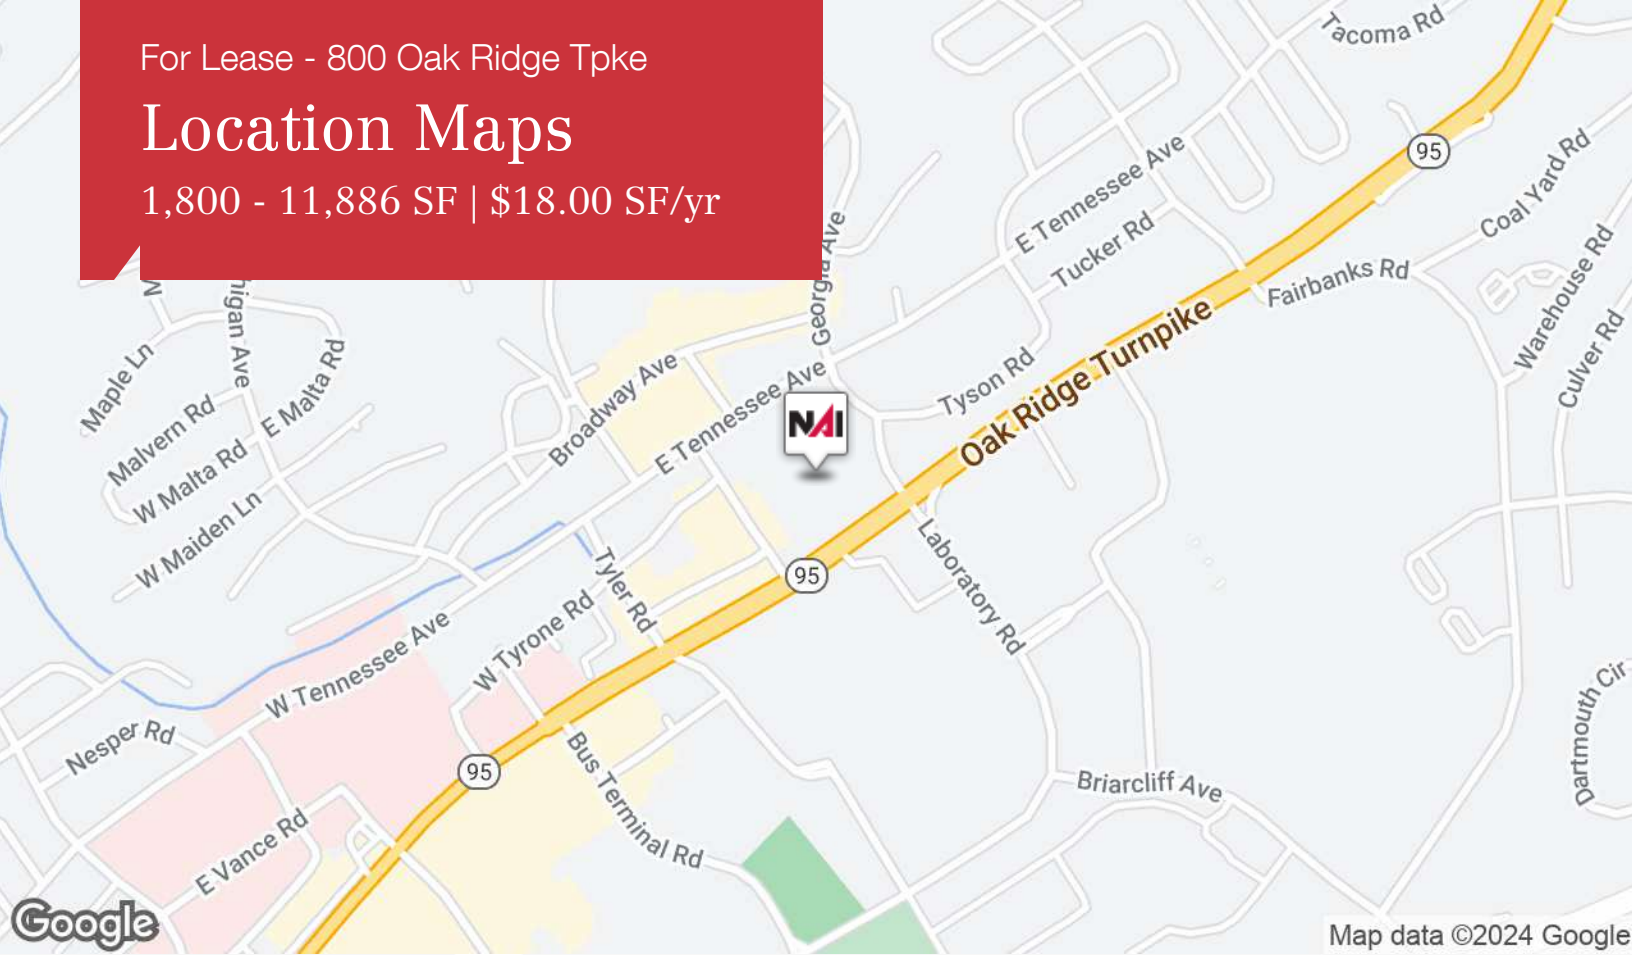 For Lease - 800 Oak Ridge Tpke
Location Maps
1,800 - 11,886 SF | $18.00 SF/yr
Tacoma Rd
95
E Tennessee Ave
Coal Yard Rd
Tucker Rd
Georgia Ave
Fairbanks Rd
Warehouse Rd
Culver Rd
Oak Ridge Turnpike
Maple Ln
E Malta Rd
Broadway Ave
E Tennessee Ave
Tyson Rd
NAI
Malvern Rd
W Malta Rd
W Maiden Ln
Tyler Rd
95
Laboratory Rd
W Tyrone Rd
W Tennessee Ave
Nesper Rd
Dartmouth Cir
95
Bus Terminal Rd
Briarcliff Ave
E Vance Rd
Google
Map data ©2024 Google